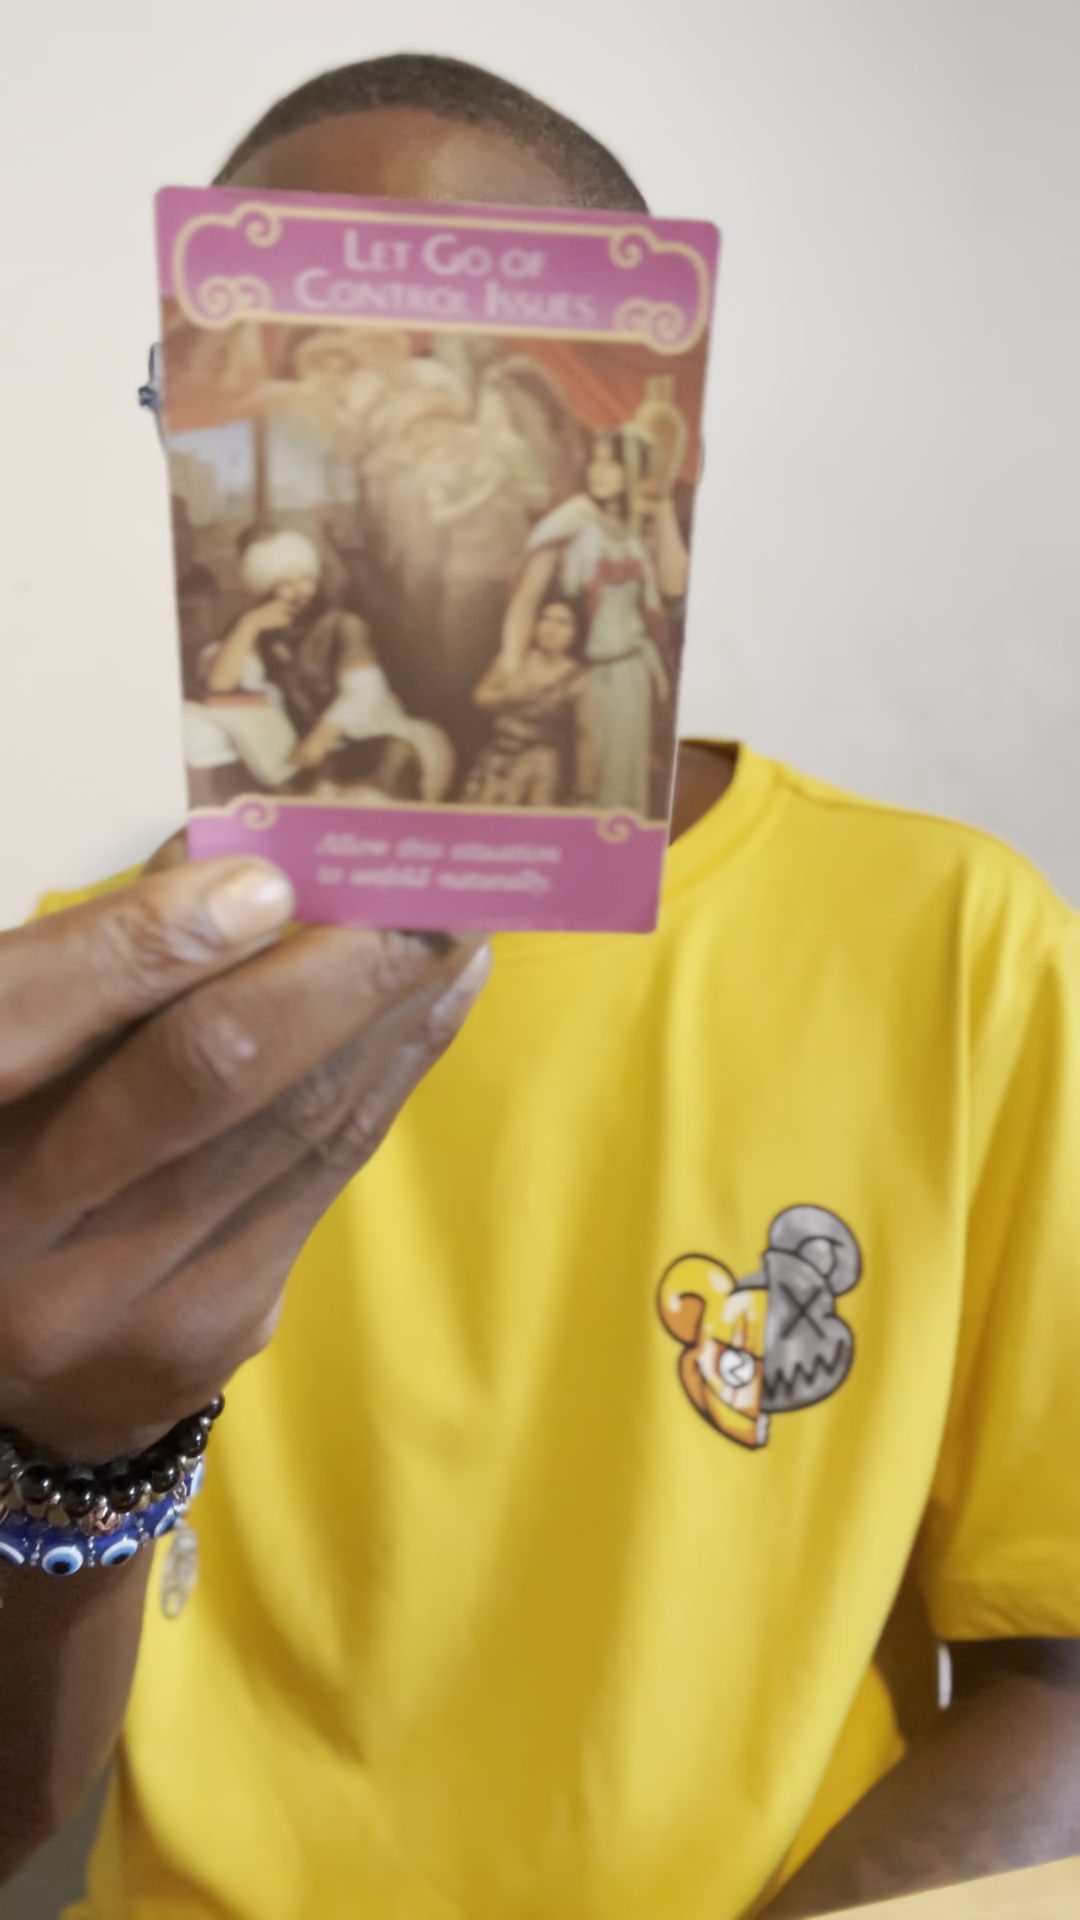 LET GO OF
CONTROL ISSUES
Allow this situation
to unfold naturally.